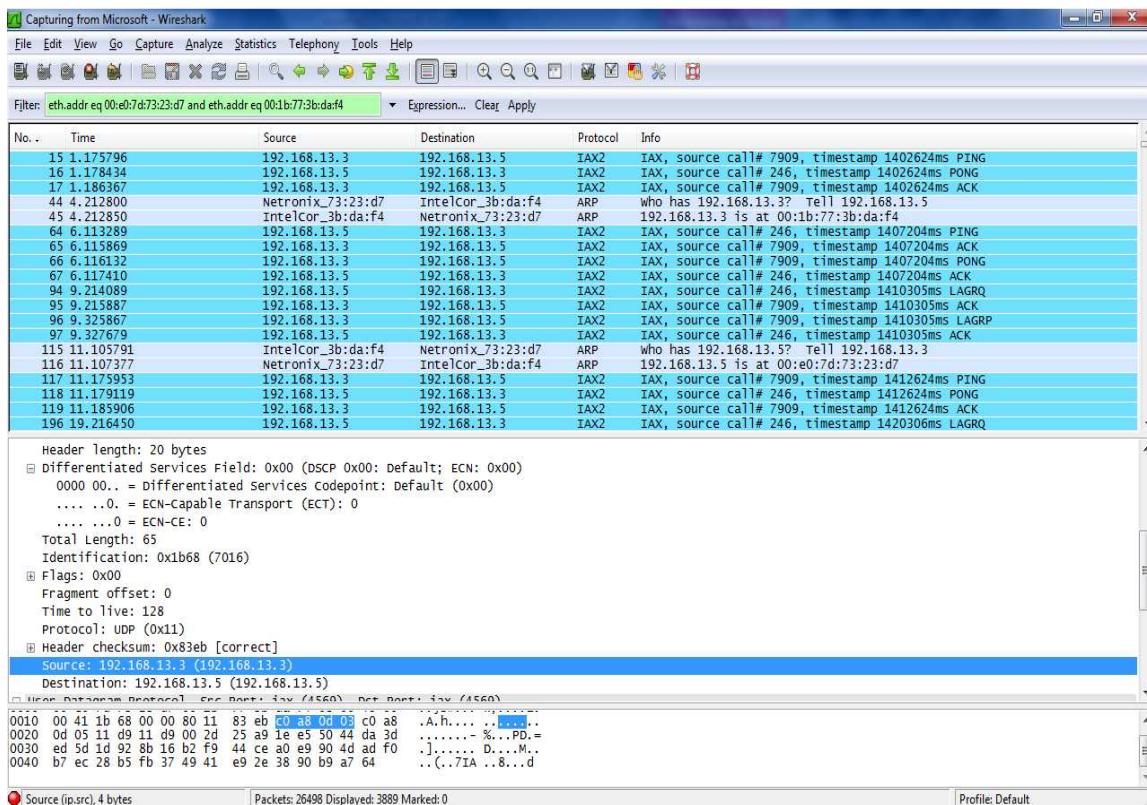 Capturing from Microsoft - Wireshark
File Edit View Go Capture Analyze Statistics Telephony Tools Help
Filter: eth.addr eq 00:e0:7d:73:23:d7 and eth.addr eq 00:1b:77:3b:da:f4 Expression... Clear Apply
No. Time Source Destination Protocol Info
15 1.175796 192.168.13.3 192.168.13.5 IAX2 IAX, source call# 7909, timestamp 1402624ms PING
16 1.178434 192.168.13.5 192.168.13.3 IAX2 IAX, source call# 246, timestamp 1402624ms PONG
17 1.186367 192.168.13.3 192.168.13.5 IAX2 IAX, source call# 7909, timestamp 1402624ms ACK
44 4.212800 Netronix_73:23:d7 IntelCor_3b:da:f4 ARP Who has 192.168.13.3? Tell 192.168.13.5
45 4.212850 IntelCor_3b:da:f4 Netronix_73:23:d7 ARP 192.168.13.3 is at 00:1b:77:3b:da:f4
64 6.113289 192.168.13.5 192.168.13.3 IAX2 IAX, source call# 246, timestamp 1407204ms PING
65 6.115869 192.168.13.3 192.168.13.5 IAX2 IAX, source call# 7909, timestamp 1407204ms ACK
66 6.116132 192.168.13.3 192.168.13.5 IAX2 IAX, source call# 7909, timestamp 1407204ms PONG
67 6.117410 192.168.13.5 192.168.13.3 IAX2 IAX, source call# 246, timestamp 1407204ms ACK
94 9.214089 192.168.13.5 192.168.13.3 IAX2 IAX, source call# 246, timestamp 1410305ms LAGRQ
95 9.215887 192.168.13.3 192.168.13.5 IAX2 IAX, source call# 7909, timestamp 1410305ms ACK
96 9.325867 192.168.13.3 192.168.13.5 IAX2 IAX, source call# 7909, timestamp 1410305ms LAGRP
97 9.327679 192.168.13.5 192.168.13.3 IAX2 IAX, source call# 246, timestamp 1410305ms ACK
115 11.105791 IntelCor_3b:da:f4 Netronix_73:23:d7 ARP Who has 192.168.13.5? Tell 192.168.13.3
116 11.107377 Netronix_73:23:d7 IntelCor_3b:da:f4 ARP 192.168.13.5 is at 00:e0:7d:73:23:d7
117 11.175953 192.168.13.3 192.168.13.5 IAX2 IAX, source call# 7909, timestamp 1412624ms PING
118 11.179119 192.168.13.5 192.168.13.3 IAX2 IAX, source call# 246, timestamp 1412624ms PONG
119 11.185906 192.168.13.3 192.168.13.5 IAX2 IAX, source call# 7909, timestamp 1412624ms ACK
196 19.216450 192.168.13.5 192.168.13.3 IAX2 IAX, source call# 246, timestamp 1420306ms LAGRQ
Header length: 20 bytes
Differentiated Services Field: 0x00 (DSCP 0x00: Default; ECN: 0x00)
0000 00.. = Differentiated Services Codepoint: Default (0x00)
.... ..0. = ECN-Capable Transport (ECT): 0
.... ...0 = ECN-CE: 0
Total Length: 65
Identification: 0x1b68 (7016)
Flags: 0x00
Fragment offset: 0
Time to live: 128
Protocol: UDP (0x11)
Header checksum: 0x83eb [correct]
Source: 192.168.13.3 (192.168.13.3)
Destination: 192.168.13.5 (192.168.13.5)
User Datagram Protocol, Src Port: iax (4569), Dst Port: iax (4569)
0010 00 41 1b 68 00 00 80 11 83 eb c0 a8 0d 03 c0 a8 .A.h.... ........
0020 0d 05 11 d9 11 d9 00 2d 25 a9 1e e5 50 44 da 3d .......- %...PD.=
0030 ed 5d 1d 92 8b 16 b2 f9 44 ce a0 e9 90 4d ad f0 .]...... D....M..
0040 b7 ec 28 b5 fb 37 49 41 e9 2e 38 90 b9 a7 64 ..(..7IA ..8...d
Source (ip.src), 4 bytes Packets: 26498 Displayed: 3889 Marked: 0 Profile: Default